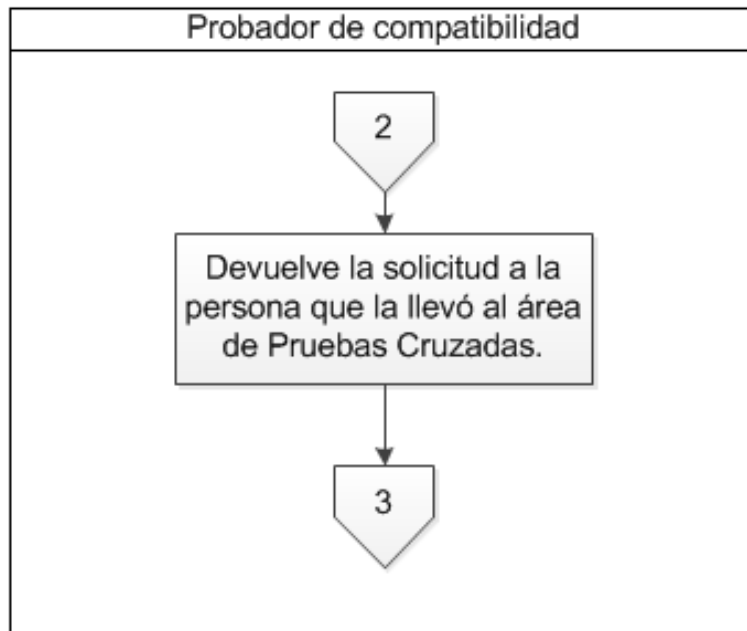 Probador de compatibilidad
2
Devuelve la solicitud a la
persona que la llevó al área
de Pruebas Cruzadas.
3